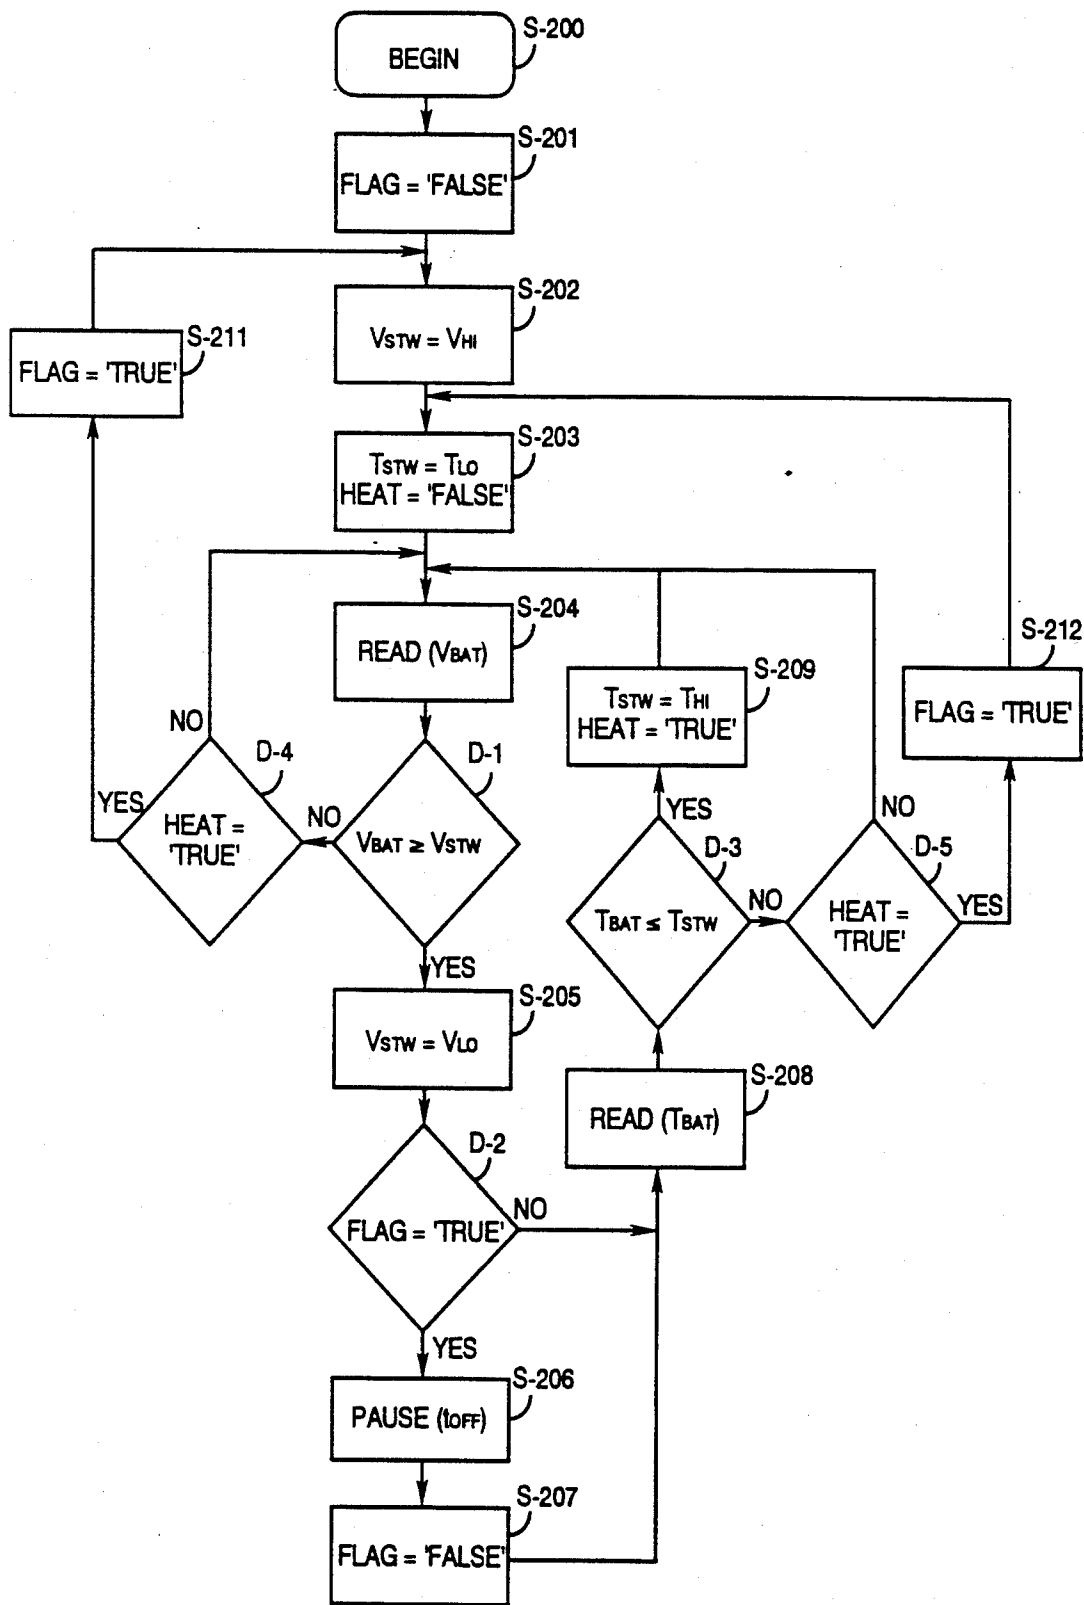 S-200
BEGIN
S-201
FLAG = 'FALSE'
S-202
VSTW = VHI
S-211
FLAG = 'TRUE'
S-203
TSTW = TLO
HEAT = 'FALSE'
S-204
READ (VBAT)
S-212
FLAG = 'TRUE'
S-209
TSTW = THI
HEAT = 'TRUE'
NO
D-4
YES
HEAT =
'TRUE'
NO
D-1
VBAT ≥ VSTW
YES
YES
D-3
TBAT ≤ TSTW
NO
NO
D-5
HEAT =
'TRUE'
YES
S-205
VSTW = VLO
S-208
READ (TBAT)
D-2
FLAG = 'TRUE'
NO
YES
S-206
PAUSE (tOFF)
S-207
FLAG = 'FALSE'